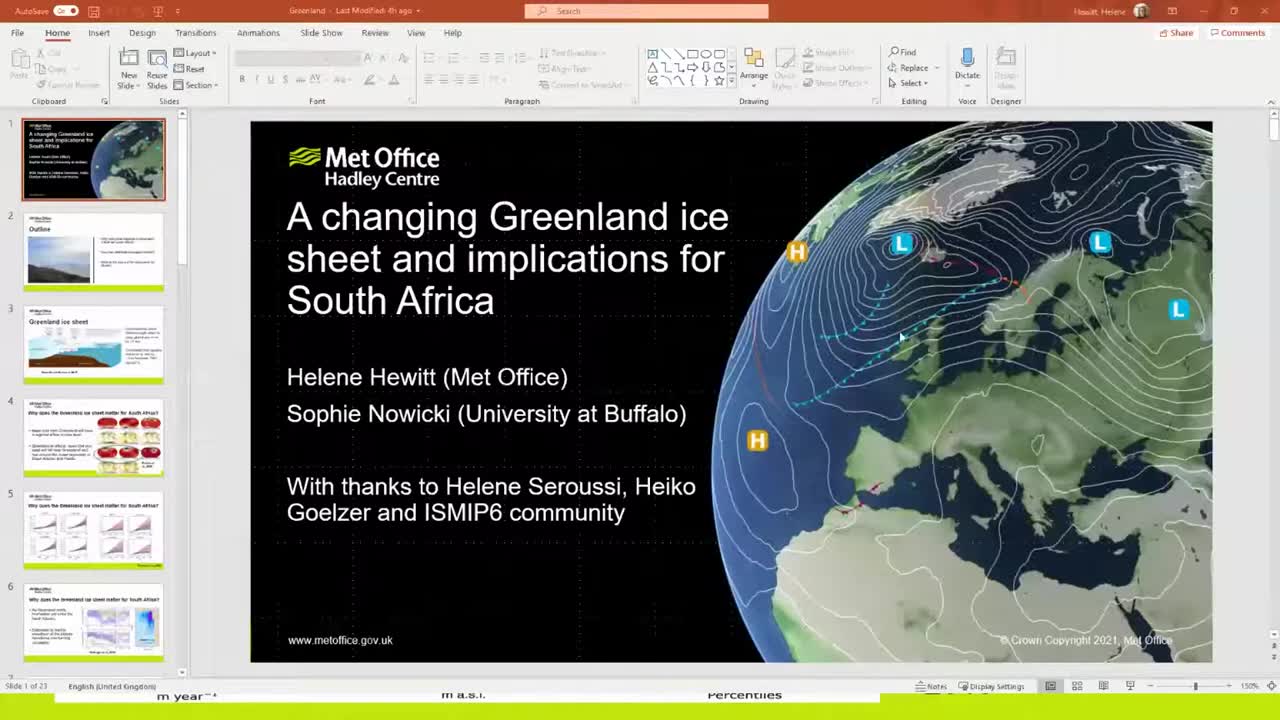 AutoSave
On
Greenland - Last Modified: 4h ago
Search
Hewitt, Helene
File
Home
Insert
Design
Transitions
Animations
Slide Show
Review
View
Help
Share
Comments
Paste
Cut
Copy
Format Painter
Clipboard
New
Slide
Reuse
Slides
Layout
Reset
Section
Slides
Font
Text Direction
Align Text
Convert to SmartArt
Paragraph
Arrange
Quick
Styles
Shape Fill
Shape Outline
Shape Effects
Drawing
Find
Replace
Select
Editing
Dictate
Voice
Design
Ideas
Designer
1
A changing Greenland ice
sheet and implications for
South Africa
2
Outline
3
Greenland ice sheet
4
Why does the Greenland ice sheet matter for South Africa?
5
Why does the Greenland ice sheet matter for South Africa?
6
Why does the Greenland ice sheet matter for South Africa?
Met Office
Hadley Centre
A changing Greenland ice
sheet and implications for
South Africa
Helene Hewitt (Met Office)
Sophie Nowicki (University at Buffalo)
With thanks to Helene Seroussi, Heiko
Goelzer and ISMIP6 community
www.metoffice.gov.uk
© Crown Copyright 2021, Met Office
H
L
L
L
H
Slide 1 of 23
English (United Kingdom)
Notes
Display Settings
150%
m year⁻¹
m a.s.l.
Percentiles